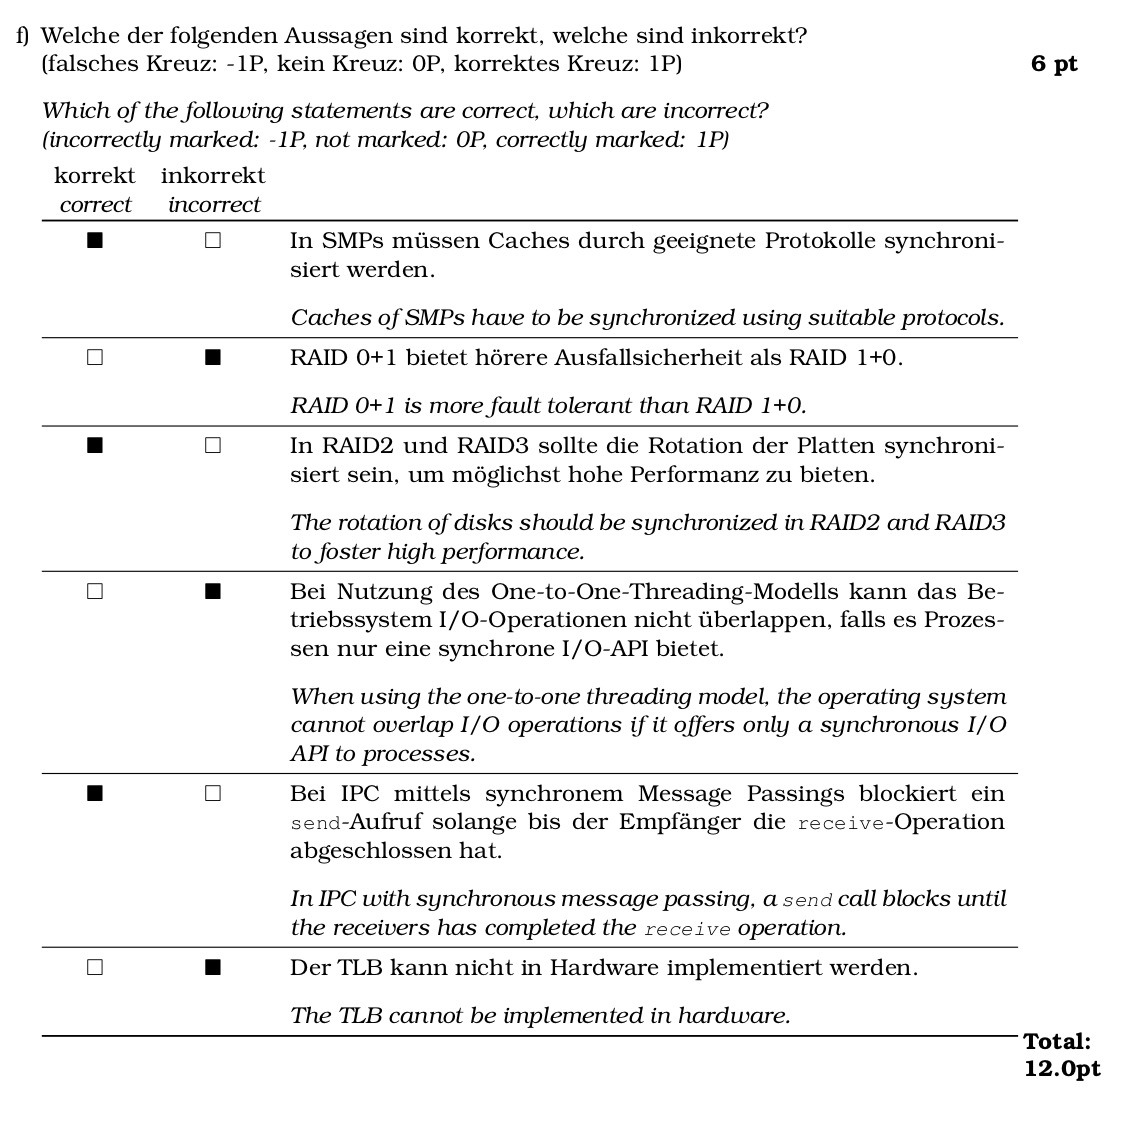 f) Welche der folgenden Aussagen sind korrekt, welche sind inkorrekt?
(falsches Kreuz: -1P, kein Kreuz: 0P, korrektes Kreuz: 1P)
6 pt
Which of the following statements are correct, which are incorrect?
(incorrectly marked: -1P, not marked: 0P, correctly marked: 1P)
korrekt inkorrekt
correct incorrect
■ □ In SMPs müssen Caches durch geeignete Protokolle synchroni-
siert werden.
Caches of SMPs have to be synchronized using suitable protocols.
□ ■ RAID 0+1 bietet hörere Ausfallsicherheit als RAID 1+0.
RAID 0+1 is more fault tolerant than RAID 1+0.
■ □ In RAID2 und RAID3 sollte die Rotation der Platten synchroni-
siert sein, um möglichst hohe Performanz zu bieten.
The rotation of disks should be synchronized in RAID2 and RAID3
to foster high performance.
□ ■ Bei Nutzung des One-to-One-Threading-Modells kann das Be-
triebssystem I/O-Operationen nicht überlappen, falls es Prozes-
sen nur eine synchrone I/O-API bietet.
When using the one-to-one threading model, the operating system
cannot overlap I/O operations if it offers only a synchronous I/O
API to processes.
■ □ Bei IPC mittels synchronem Message Passings blockiert ein
send-Aufruf solange bis der Empfänger die receive-Operation
abgeschlossen hat.
In IPC with synchronous message passing, a send call blocks until
the receivers has completed the receive operation.
□ ■ Der TLB kann nicht in Hardware implementiert werden.
The TLB cannot be implemented in hardware.
Total:
12.0pt